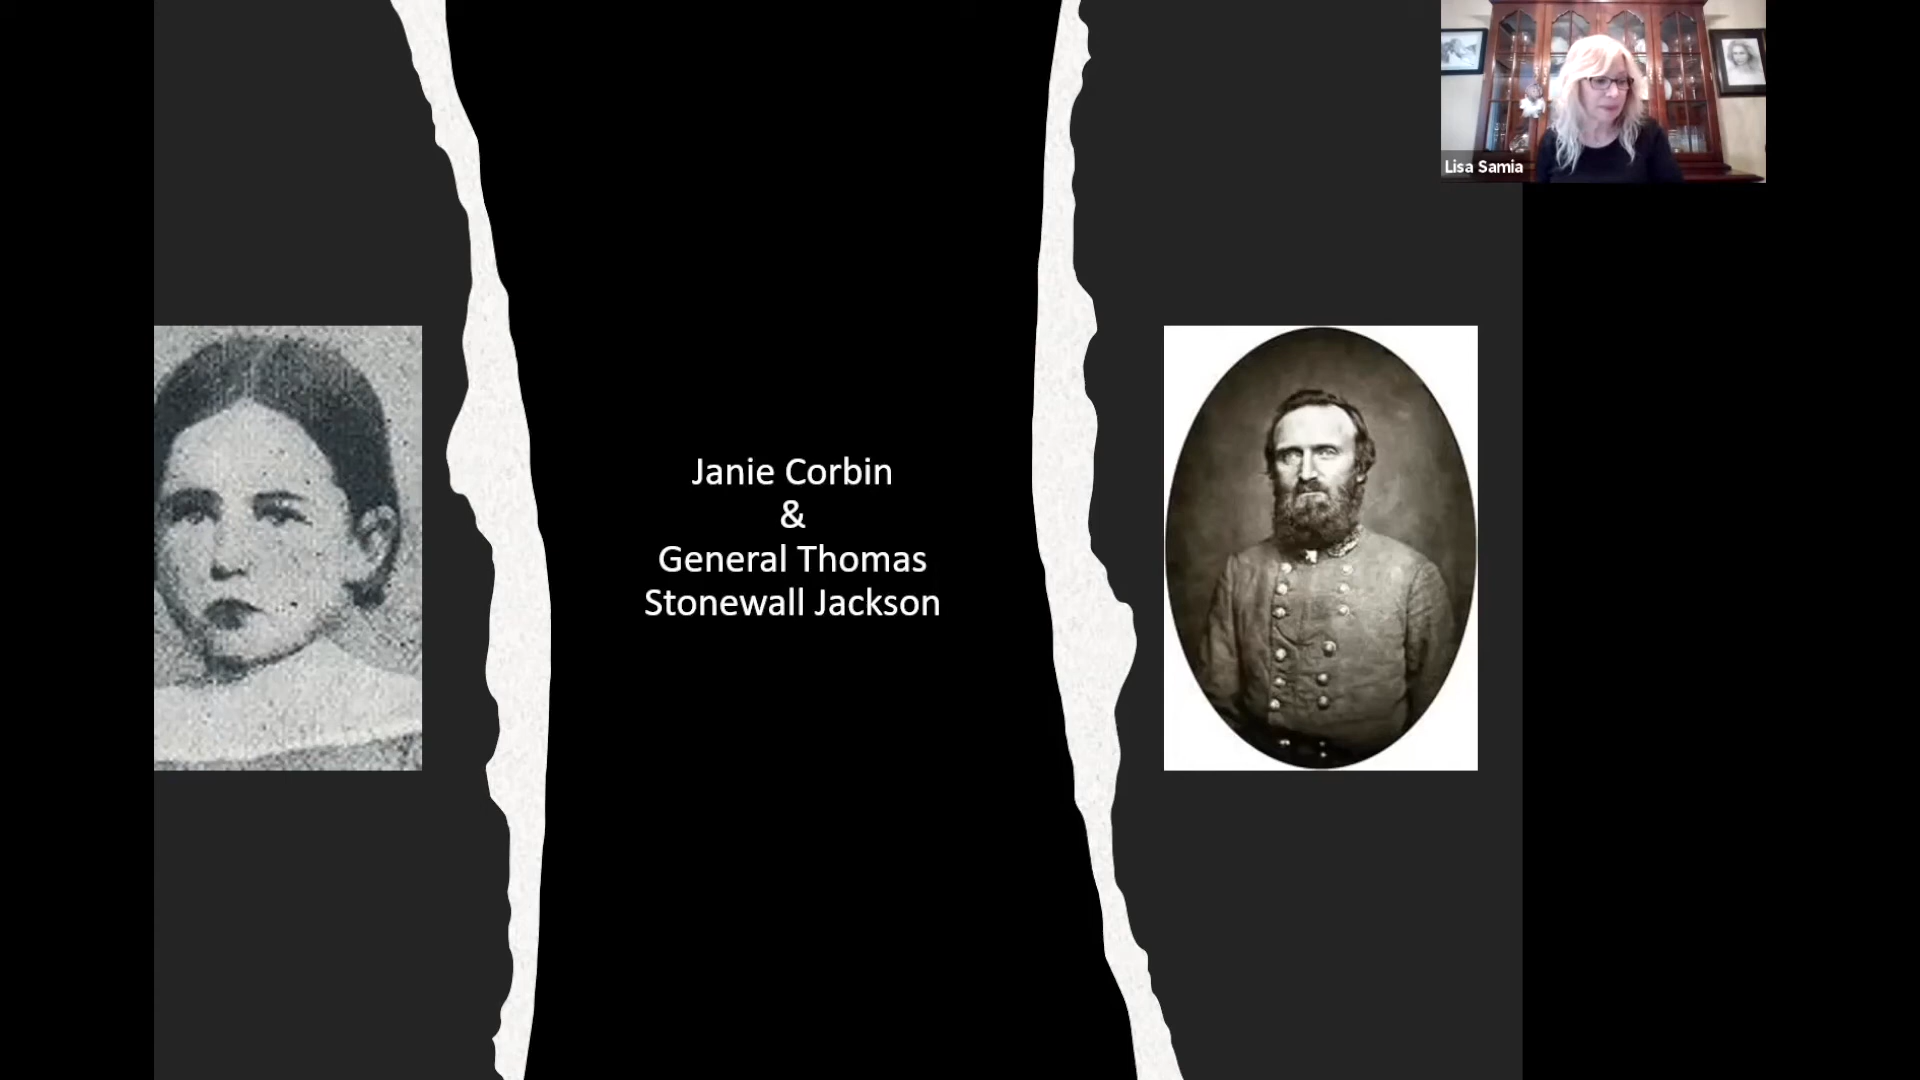 Lisa Samia
Janie Corbin
&
General Thomas
Stonewall Jackson